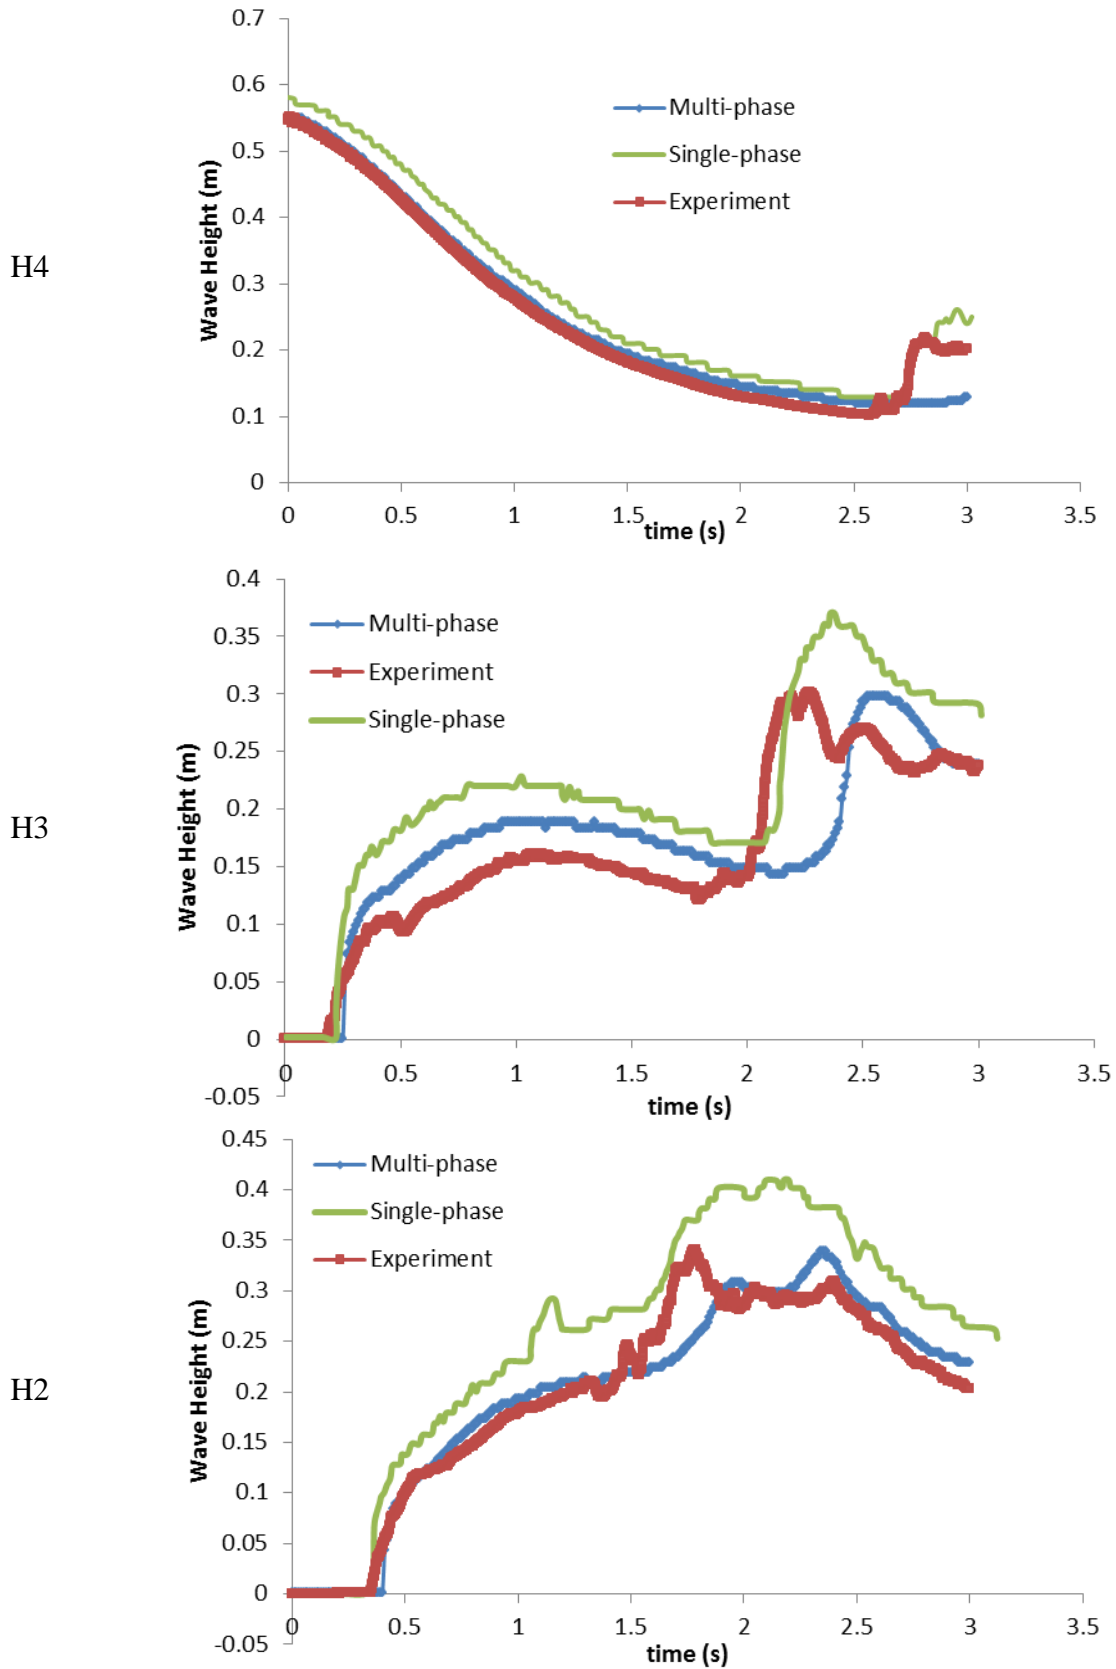 H4
Wave Height (m)
0.7
0.6
0.5
0.4
0.3
0.2
0.1
0
Multi-phase
Single-phase
Experiment
0 0.5 1 1.5 2 2.5 3 3.5
time (s)
H3
Wave Height (m)
0.4
0.35
0.3
0.25
0.2
0.15
0.1
0.05
0
-0.05
Multi-phase
Experiment
Single-phase
0 0.5 1 1.5 2 2.5 3 3.5
time (s)
H2
Wave Height (m)
0.45
0.4
0.35
0.3
0.25
0.2
0.15
0.1
0.05
0
-0.05
Multi-phase
Single-phase
Experiment
0 0.5 1 1.5 2 2.5 3 3.5
time (s)